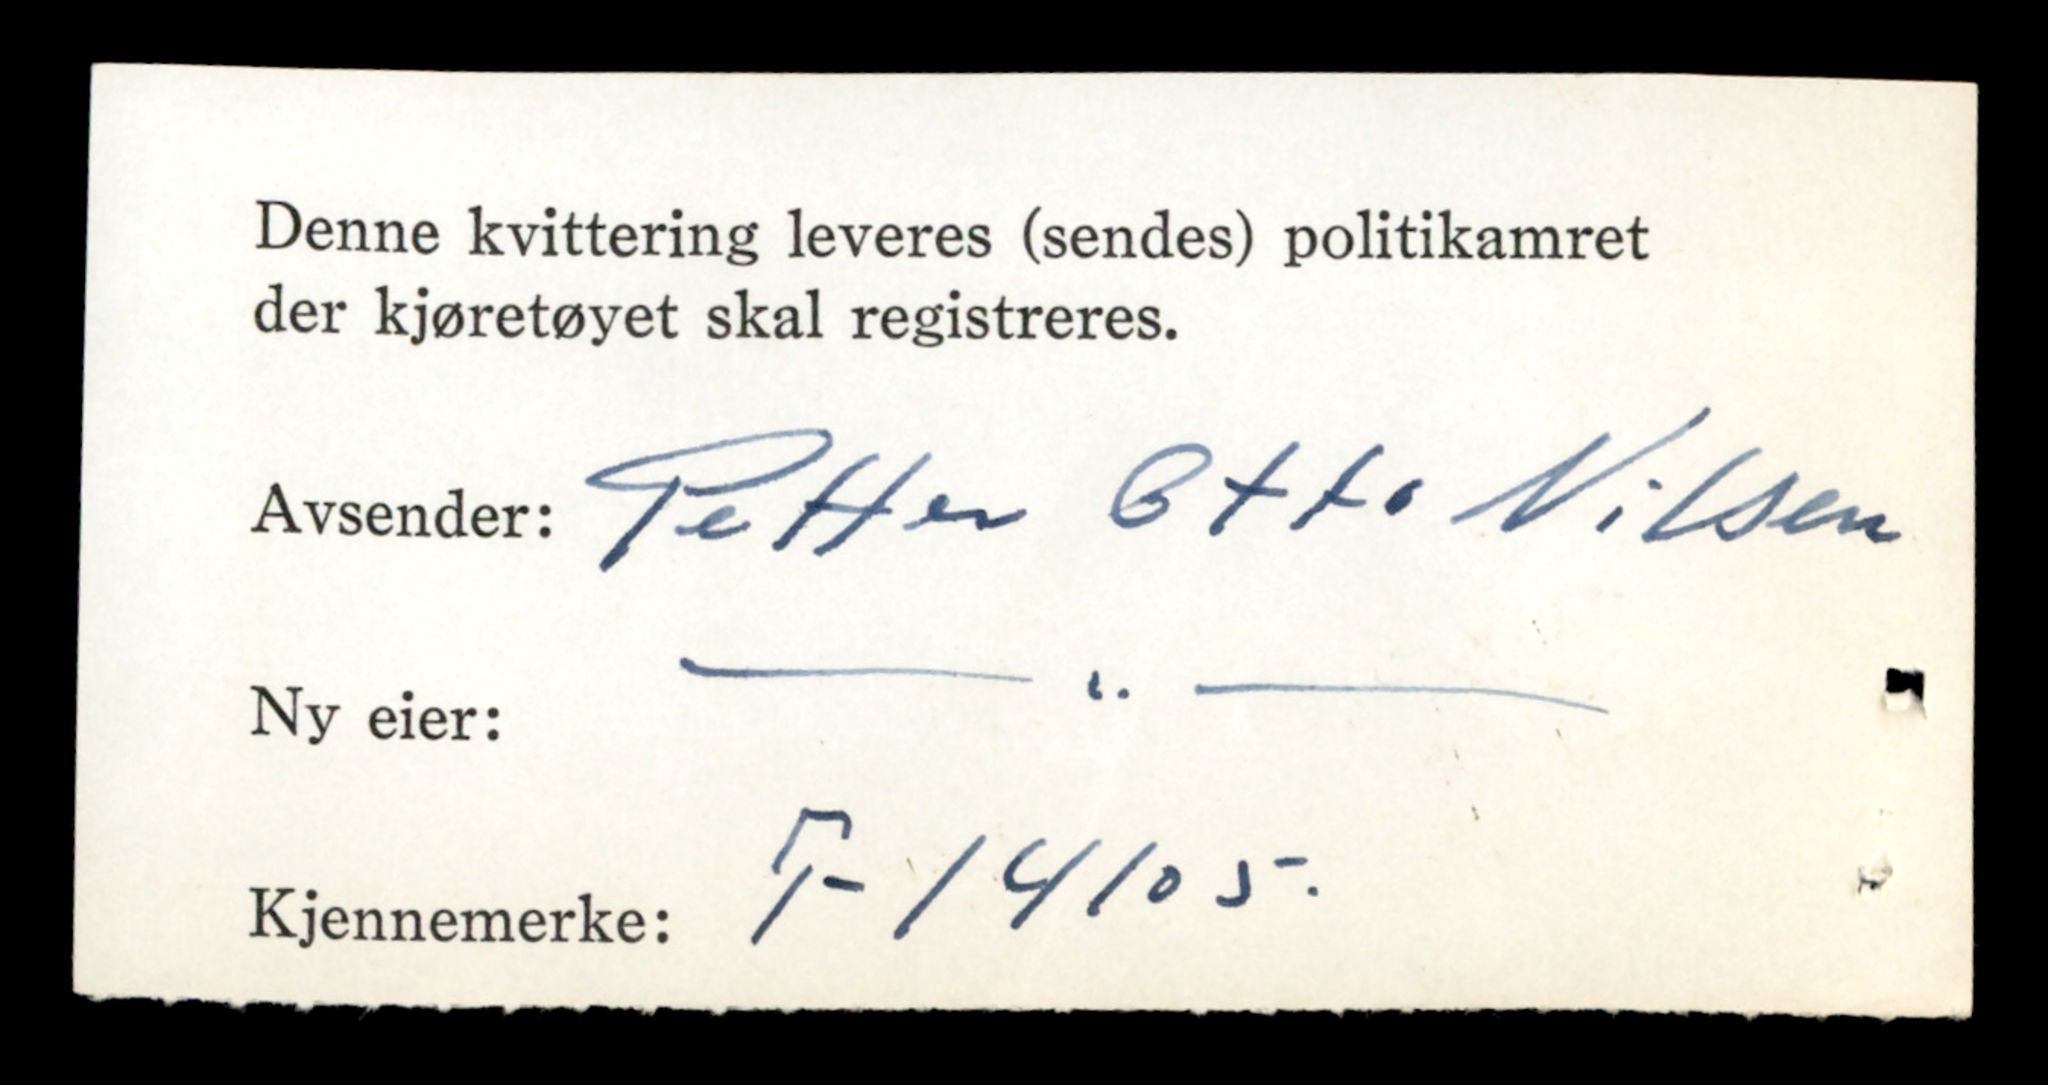 Denne kvittering leveres (sendes) politikamret
der kjøretøyet skal registreres.
Avsender: Petter Otto Nilsen
Ny eier: — " —
Kjennemerke: F-14105.